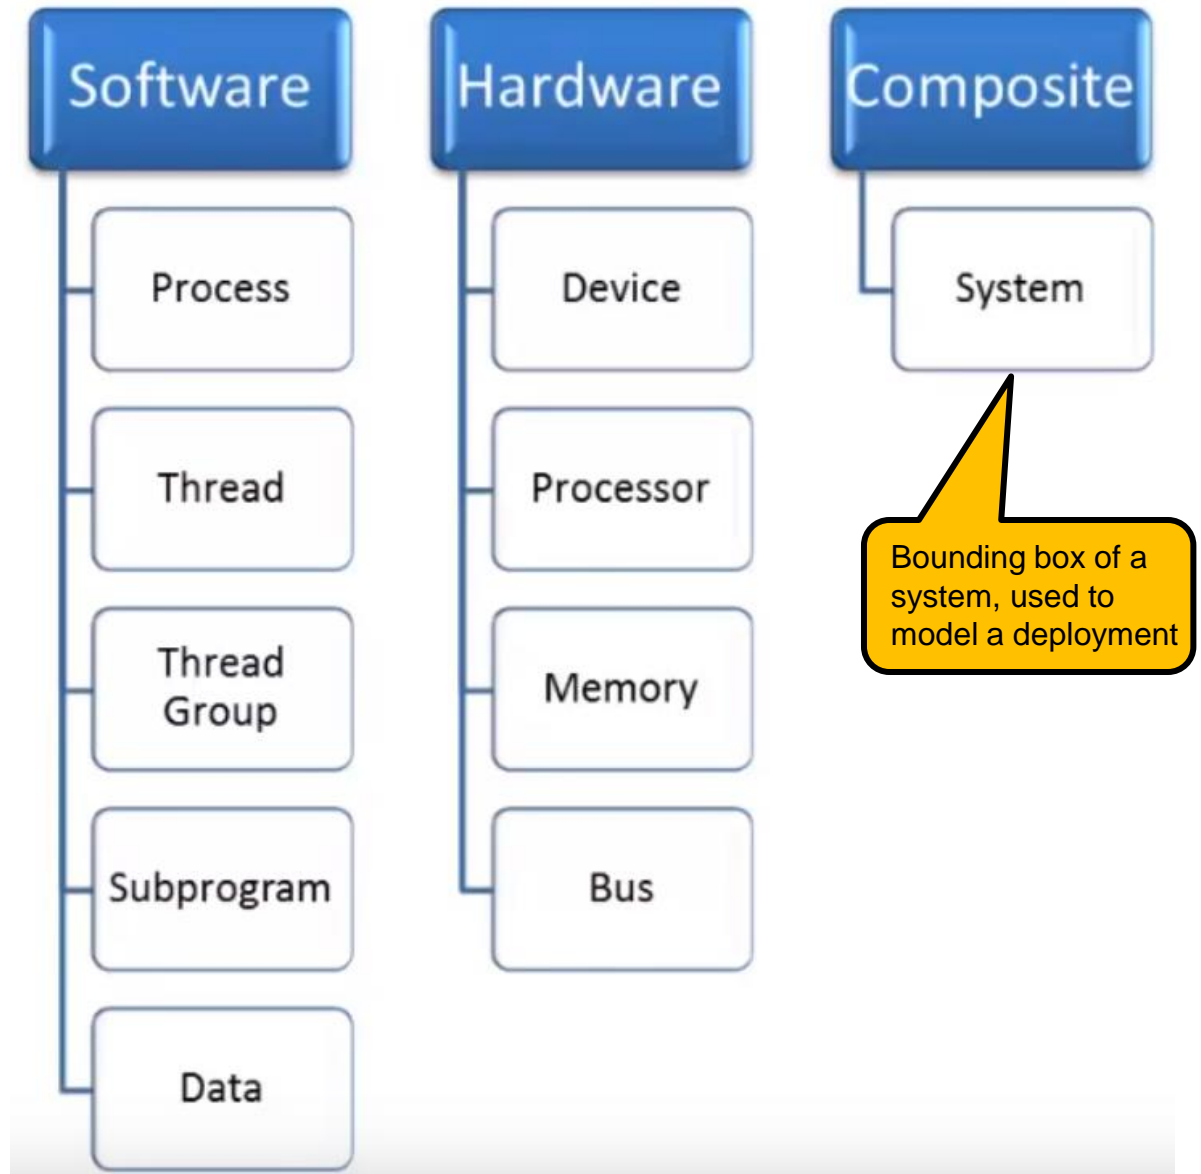 Software
Process
Thread
Thread
Group
Subprogram
Data
Hardware
Device
Processor
Memory
Bus
Composite
System
Bounding box of a
system, used to
model a deployment